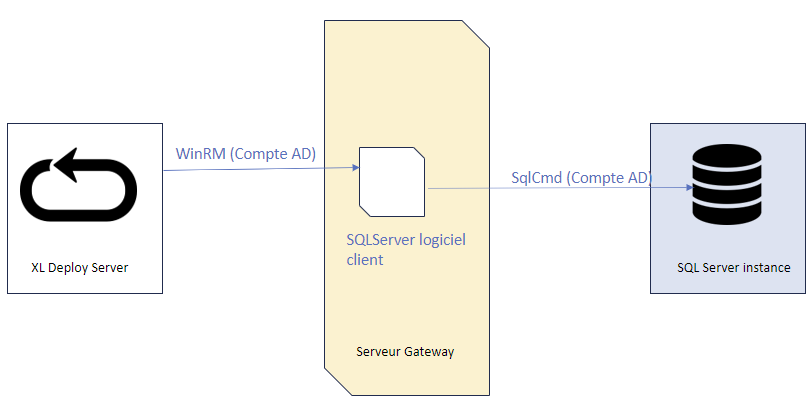 WinRM (Compte AD)
SqlCmd (Compte AD)
SQLServer logiciel
client
XL Deploy Server
SQL Server instance
Serveur Gateway